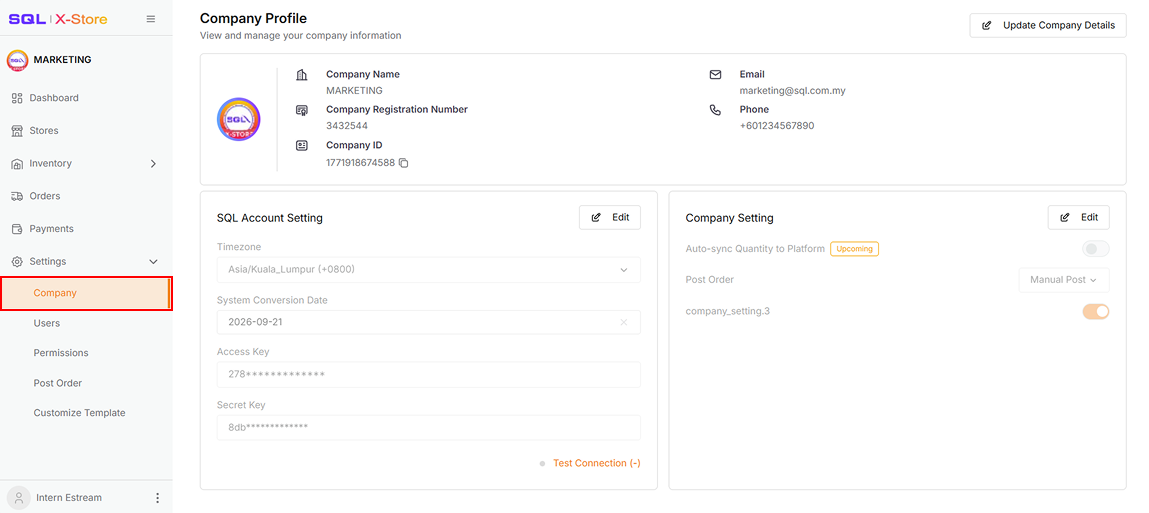 SQL | X-Store
MARKETING
Dashboard
Stores
Inventory
Orders
Payments
Settings
Company
Users
Permissions
Post Order
Customize Template
Intern Estream
Company Profile
View and manage your company information
Update Company Details
Company Name
MARKETING
Company Registration Number
3432544
Company ID
1771918674588
Email
marketing@sql.com.my
Phone
+601234567890
SQL Account Setting
Edit
Timezone
Asia/Kuala_Lumpur (+0800)
System Conversion Date
2026-09-21
Access Key
278*************
Secret Key
8db*************
Test Connection (-)
Company Setting
Edit
Auto-sync Quantity to Platform Upcoming
Post Order
Manual Post
company_setting.3